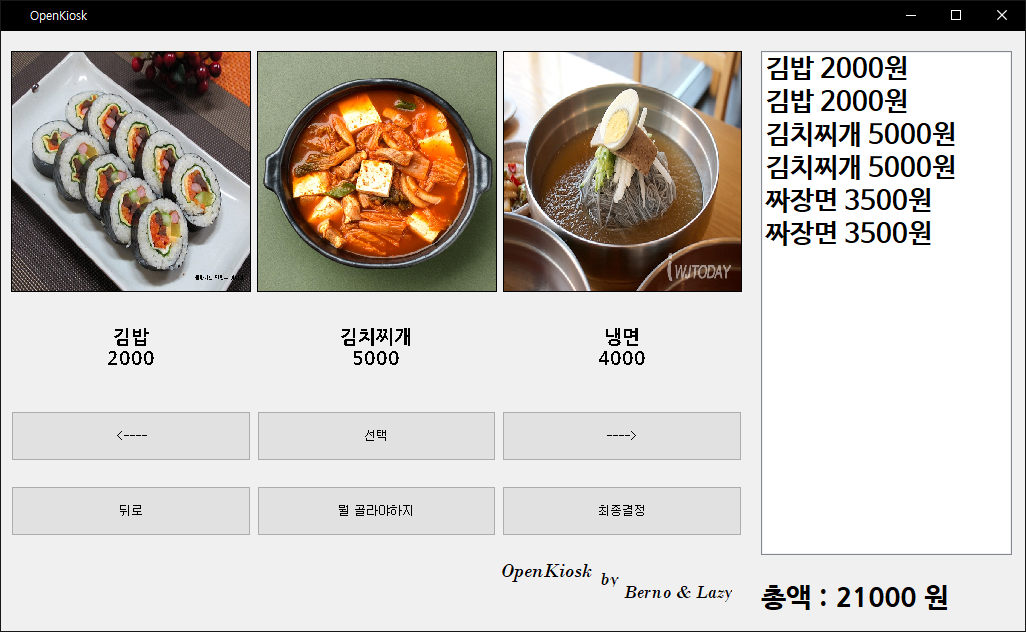 OpenKiosk
김밥 2000원
김밥 2000원
김치찌개 5000원
김치찌개 5000원
짜장면 3500원
짜장면 3500원
WJTODAY
김밥
2000
김치찌개
5000
냉면
4000
<----
선택
---->
뒤로
뭘 골라야하지
최종결정
OpenKiosk by Berno & Lazy
총액 : 21000 원